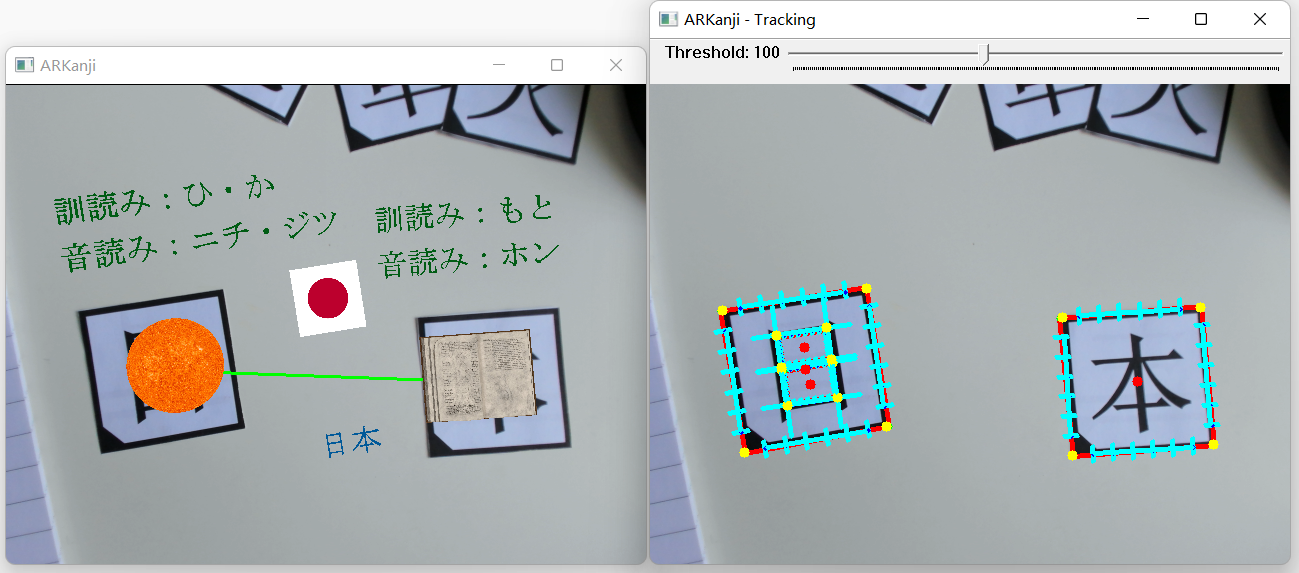 ARKanji
訓読み：ひ・か
音読み：ニチ・ジツ
訓読み：もと
音読み：ホン
日本
ARKanji - Tracking
Threshold: 100
日
本